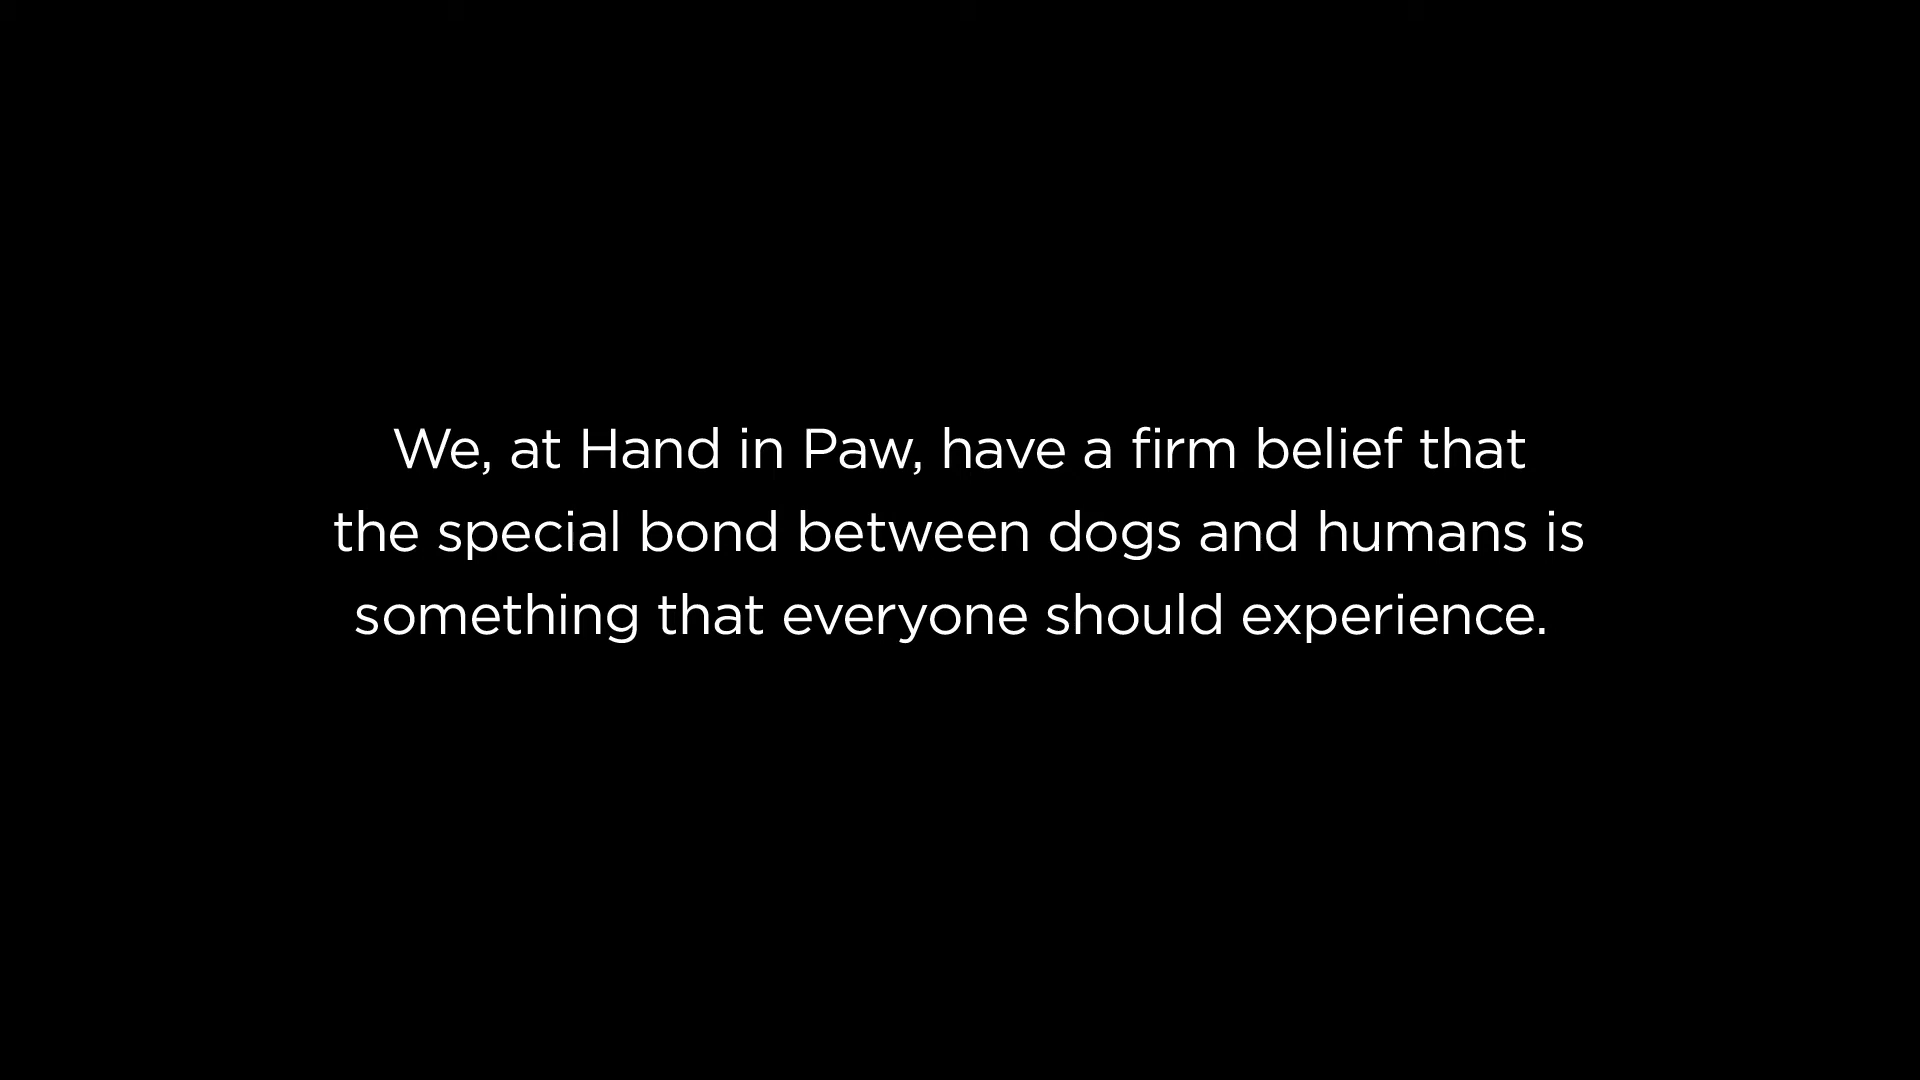 We, at Hand in Paw, have a firm belief that
the special bond between dogs and humans is
something that everyone should experience.